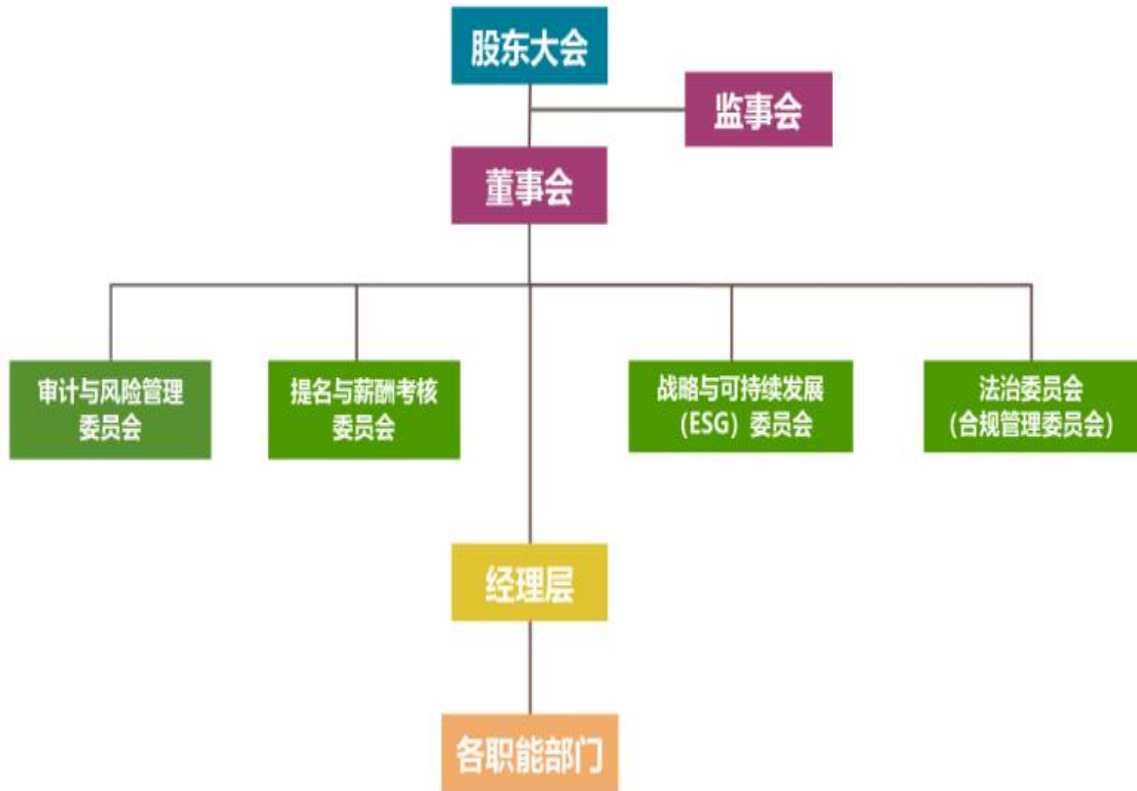 股东大会
监事会
董事会
审计与风险管理
委员会
提名与薪酬考核
委员会
战略与可持续发展
（ESG）委员会
法治委员会
（合规管理委员会）
经理层
各职能部门